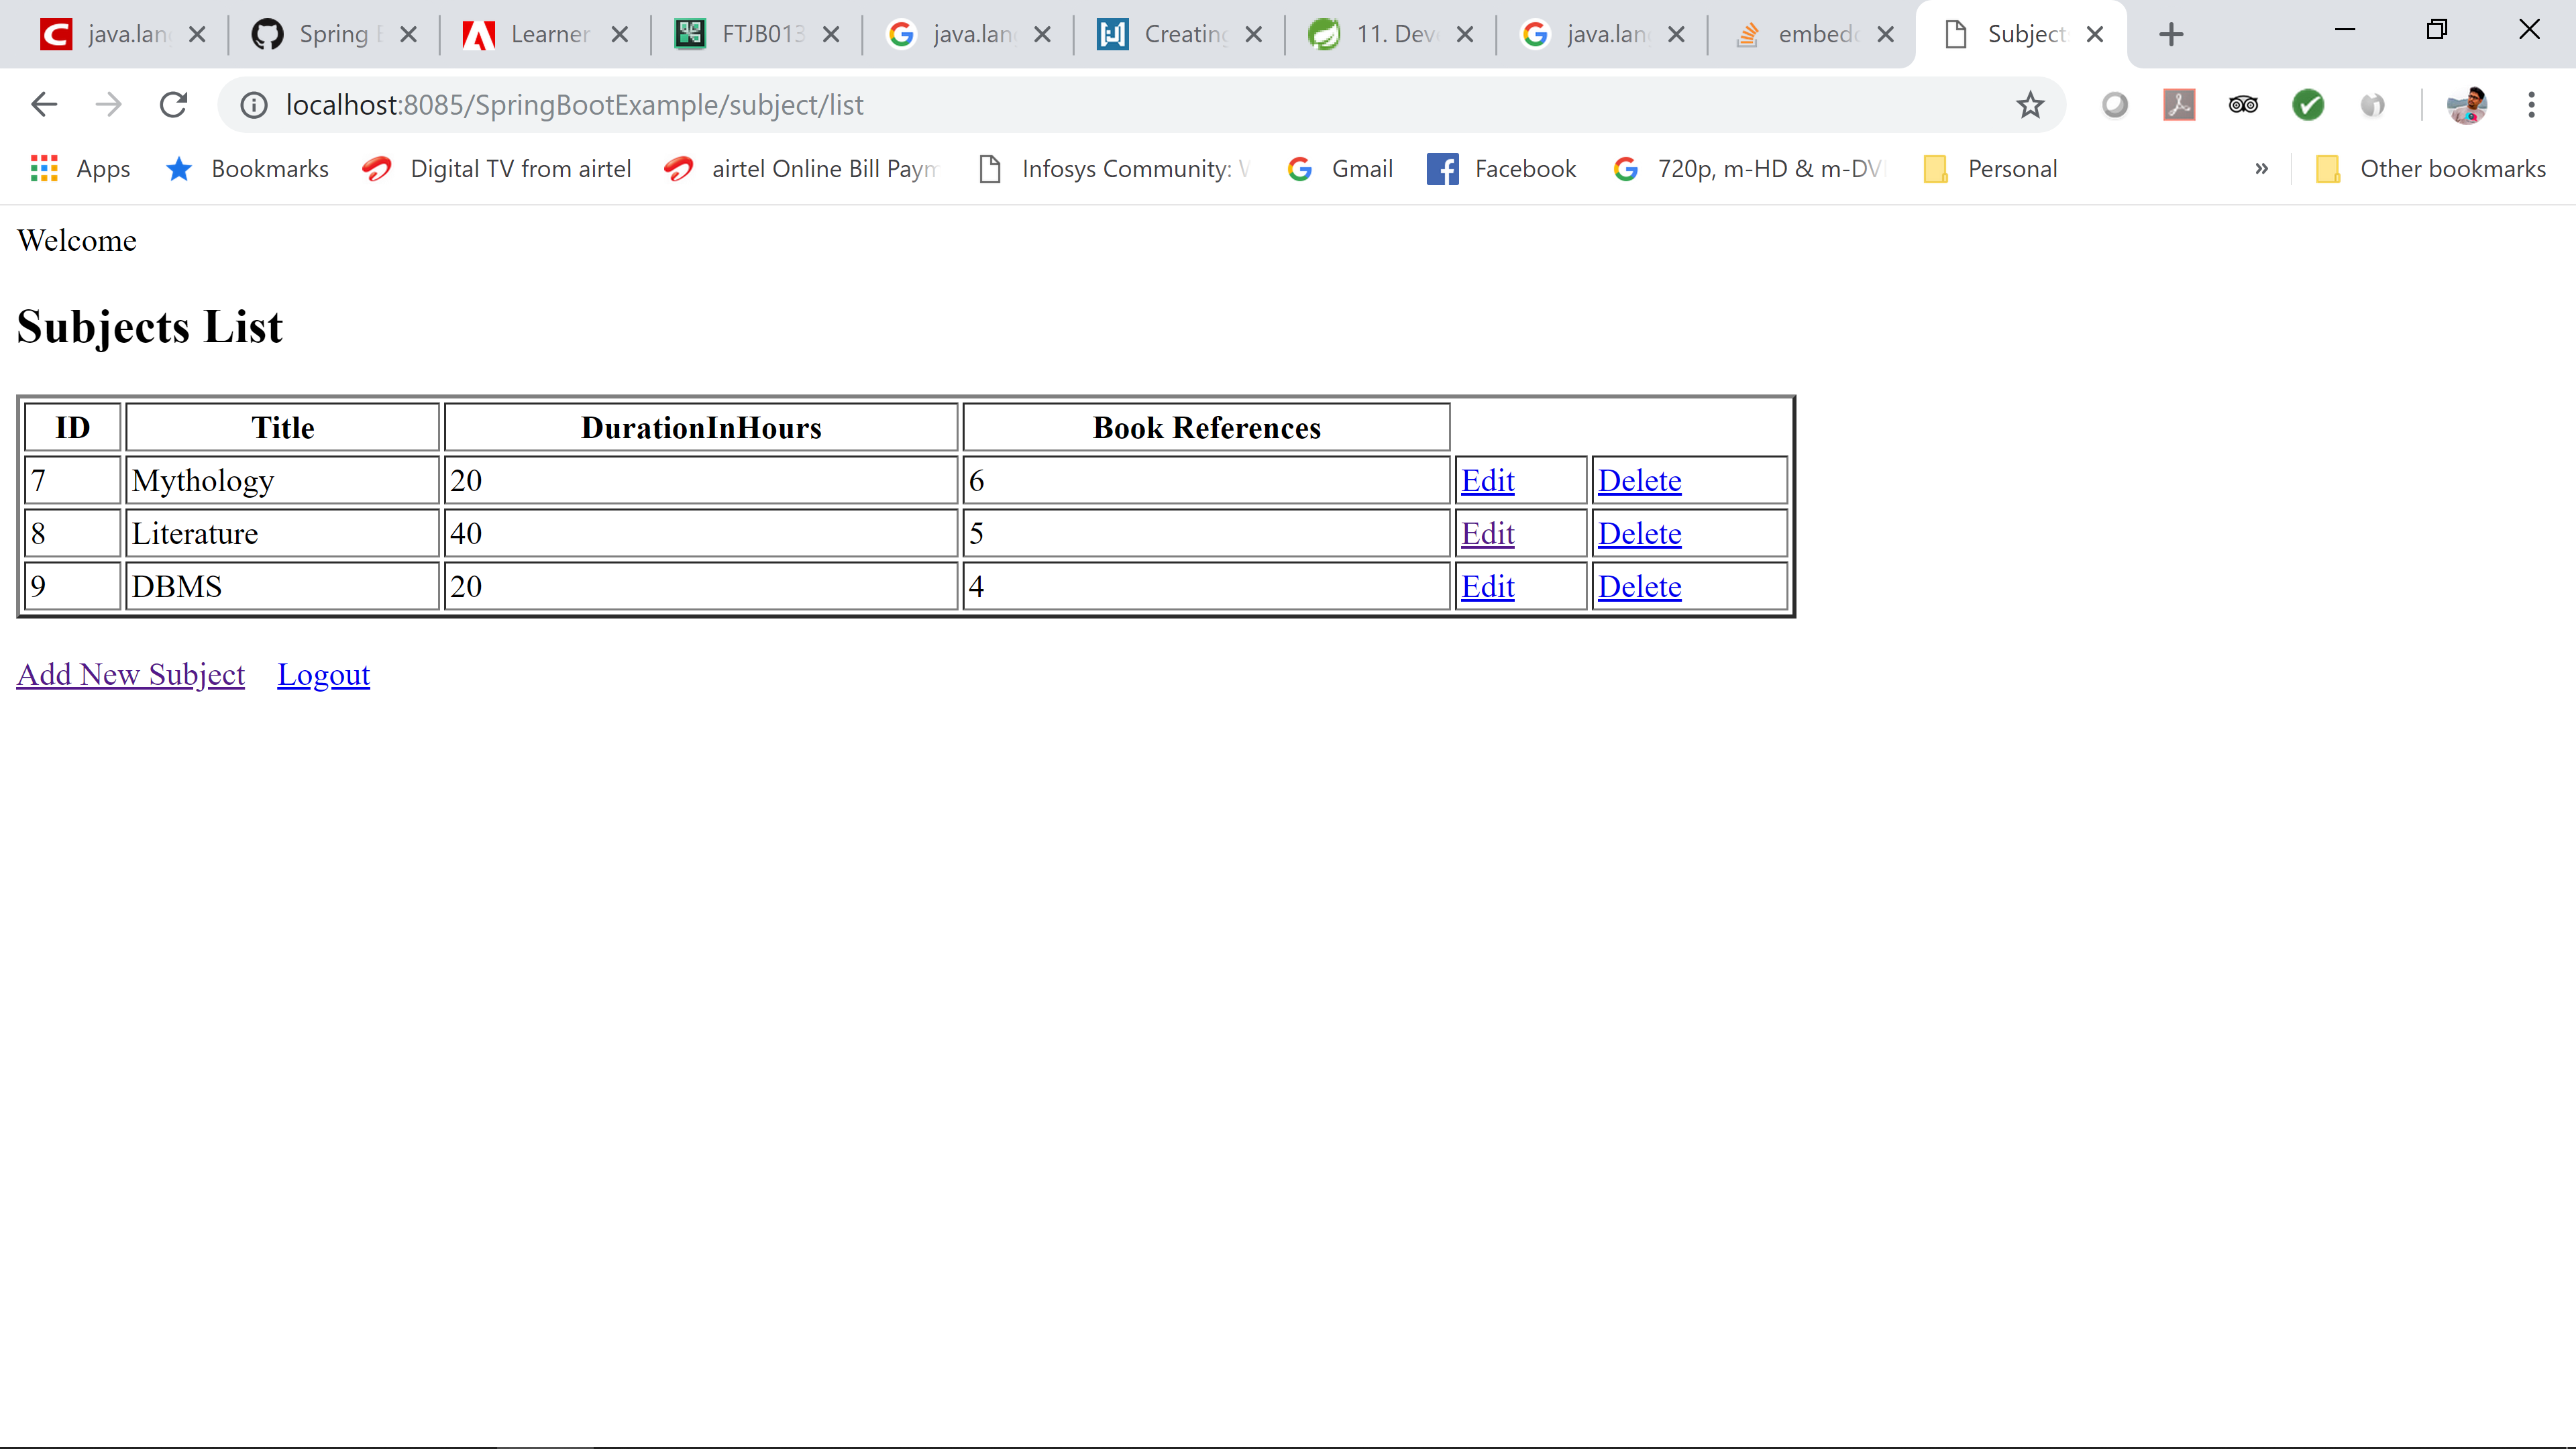 java.lan Spring Learner FTJB013 java.lan Creating 11. Dev java.lan embed Subject
localhost:8085/SpringBootExample/subject/list
Apps Bookmarks Digital TV from airtel airtel Online Bill Paym Infosys Community: Gmail Facebook 720p, m-HD & m-DV Personal » Other bookmarks
Welcome
Subjects List
ID Title DurationInHours Book References
7 Mythology 20 6 Edit Delete
8 Literature 40 5 Edit Delete
9 DBMS 20 4 Edit Delete
Add New Subject Logout